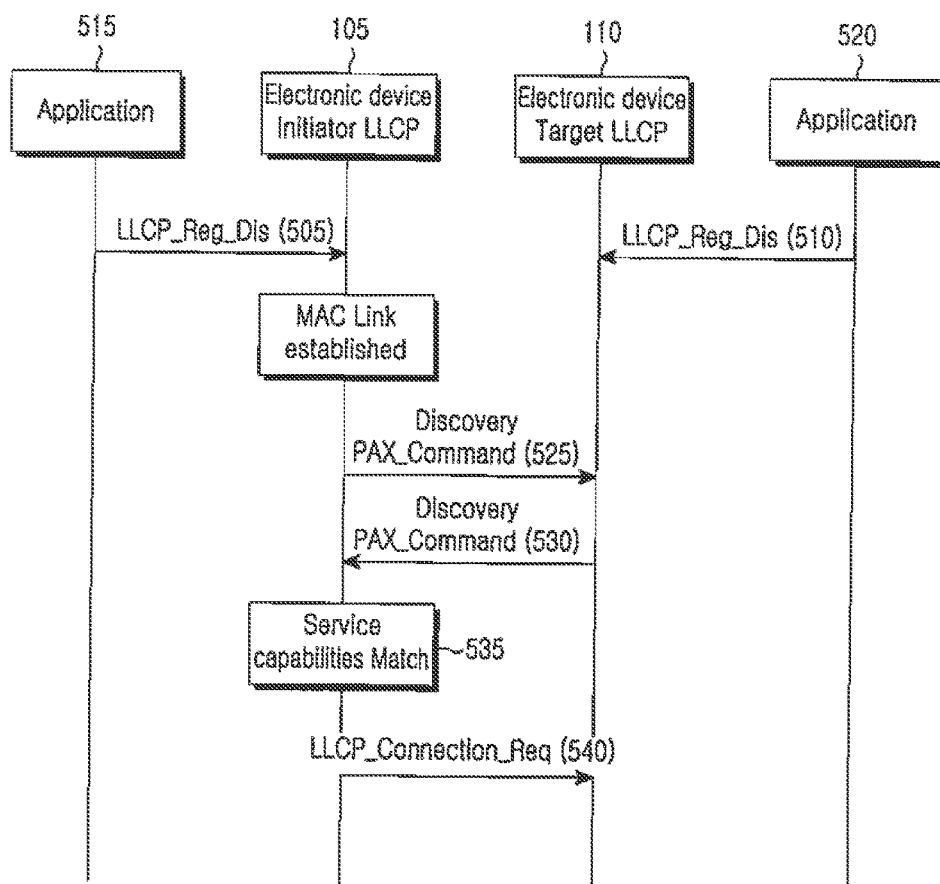 515
105
110
520
Application
Electronic device
Initiator LLCP
Electronic device
Target LLCP
Application
LLCP_Reg_Dis (505)
LLCP_Reg_Dis (510)
MAC Link
established
Discovery
PAX_Command (525)
Discovery
PAX_Command (530)
Service
capabilities Match
535
LLCP_Connection_Req (540)